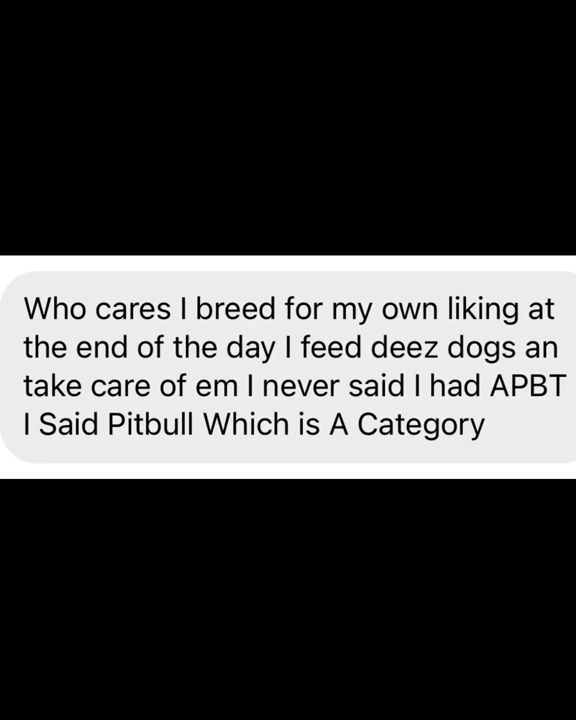 Who cares I breed for my own liking at
the end of the day I feed deez dogs an
take care of em I never said I had APBT
I Said Pitbull Which is A Category